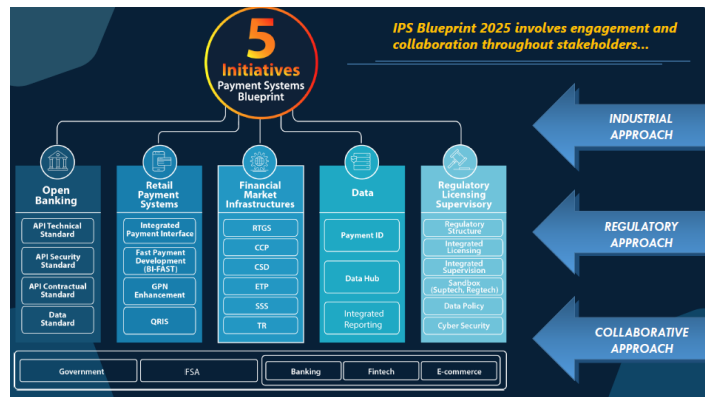 5
Initiatives
Payment Systems
Blueprint
IPS Blueprint 2025 involves engagement and
collaboration throughout stakeholders...
INDUSTRIAL
APPROACH
REGULATORY
APPROACH
COLLABORATIVE
APPROACH
Open
Banking
API Technical
Standard
API Security
Standard
API Contractual
Standard
Data
Standard
Retail
Payment
Systems
Integrated
Payment Interface
Fast Payment
Development
(BI-FAST)
GPN
Enhancement
QRIS
Financial
Market
Infrastructures
RTGS
CCP
CSD
ETP
SSS
TR
Data
Payment ID
Data Hub
Integrated
Reporting
Regulatory
Licensing
Supervisory
Regulatory
Structure
Integrated
Licensing
Integrated
Supervision
Sandbox
(Suptech, Regtech)
Data Policy
Cyber Security
Government
FSA
Banking
Fintech
E-commerce